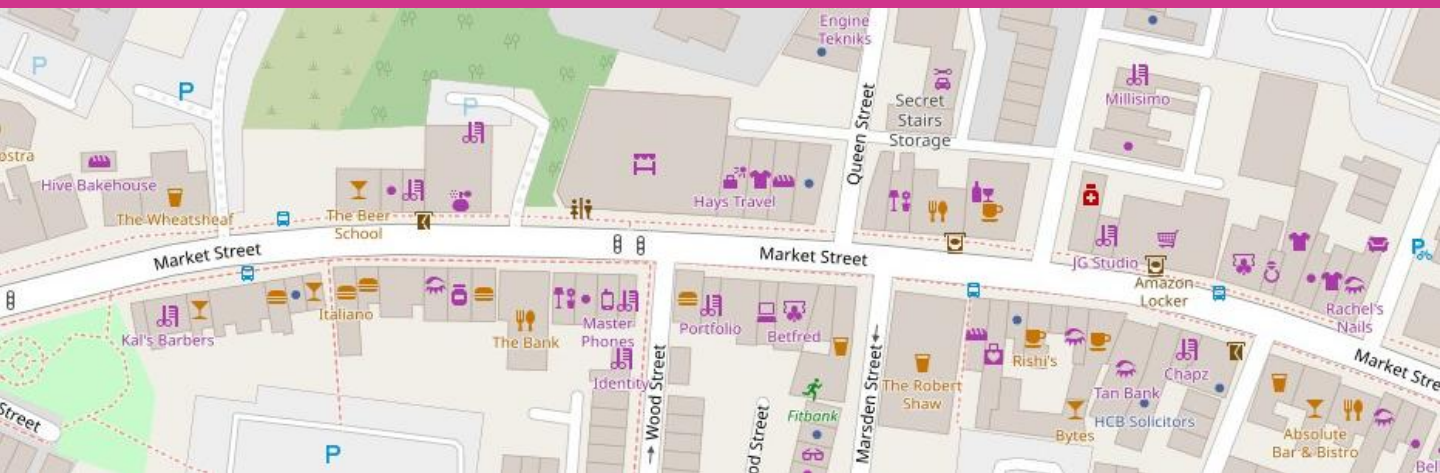 Engine
Tekniks
P
P
P
Secret
Stairs
Storage
Millisimo
Queen Street
ostra
Hive Bakehouse
The Wheatsheaf
The Beer
School
Hays Travel
Market Street
Market Street
JG Studio
Amazon
Locker
P
Rachel's
Nails
Kal's Barbers
Italiano
The Bank
Master
Phones
Identity
Portfolio
Betfred
Wood Street
Fitbank
Marsden Street
The Robert
Shaw
Rishi's
Tan Bank
Chapz
HCB Solicitors
Bytes
Market Stre
Absolute
Bar & Bistro
Street
P
od Street
Bel